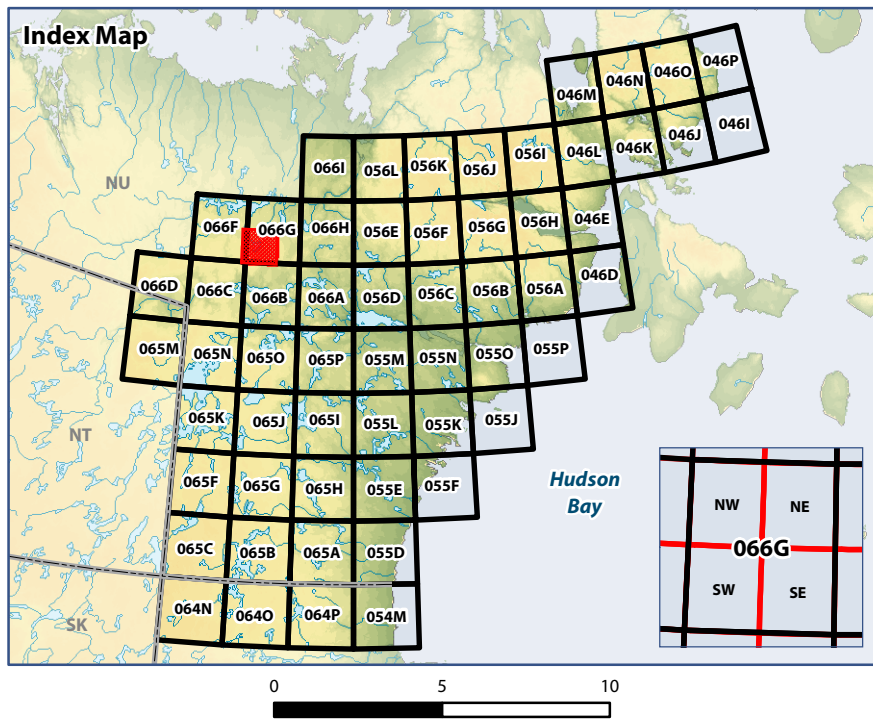 Index Map
046M 046N 046O 046P
066I 056L 056K 056J 056I 046L 046K 046J 046I
NU
066F 066G 066H 056E 056F 056G 056H 046E
066D 066C 066B 066A 056D 056C 056B 056A 046D
065M 065N 065O 065P 055M 055N 055O 055P
NT
065K 065J 065I 055L 055K 055J
065F 065G 065H 055E 055F
Hudson
Bay
065C 065B 065A 055D
SK
064N 064O 064P 054M
NW NE
066G
SW SE
0 5 10